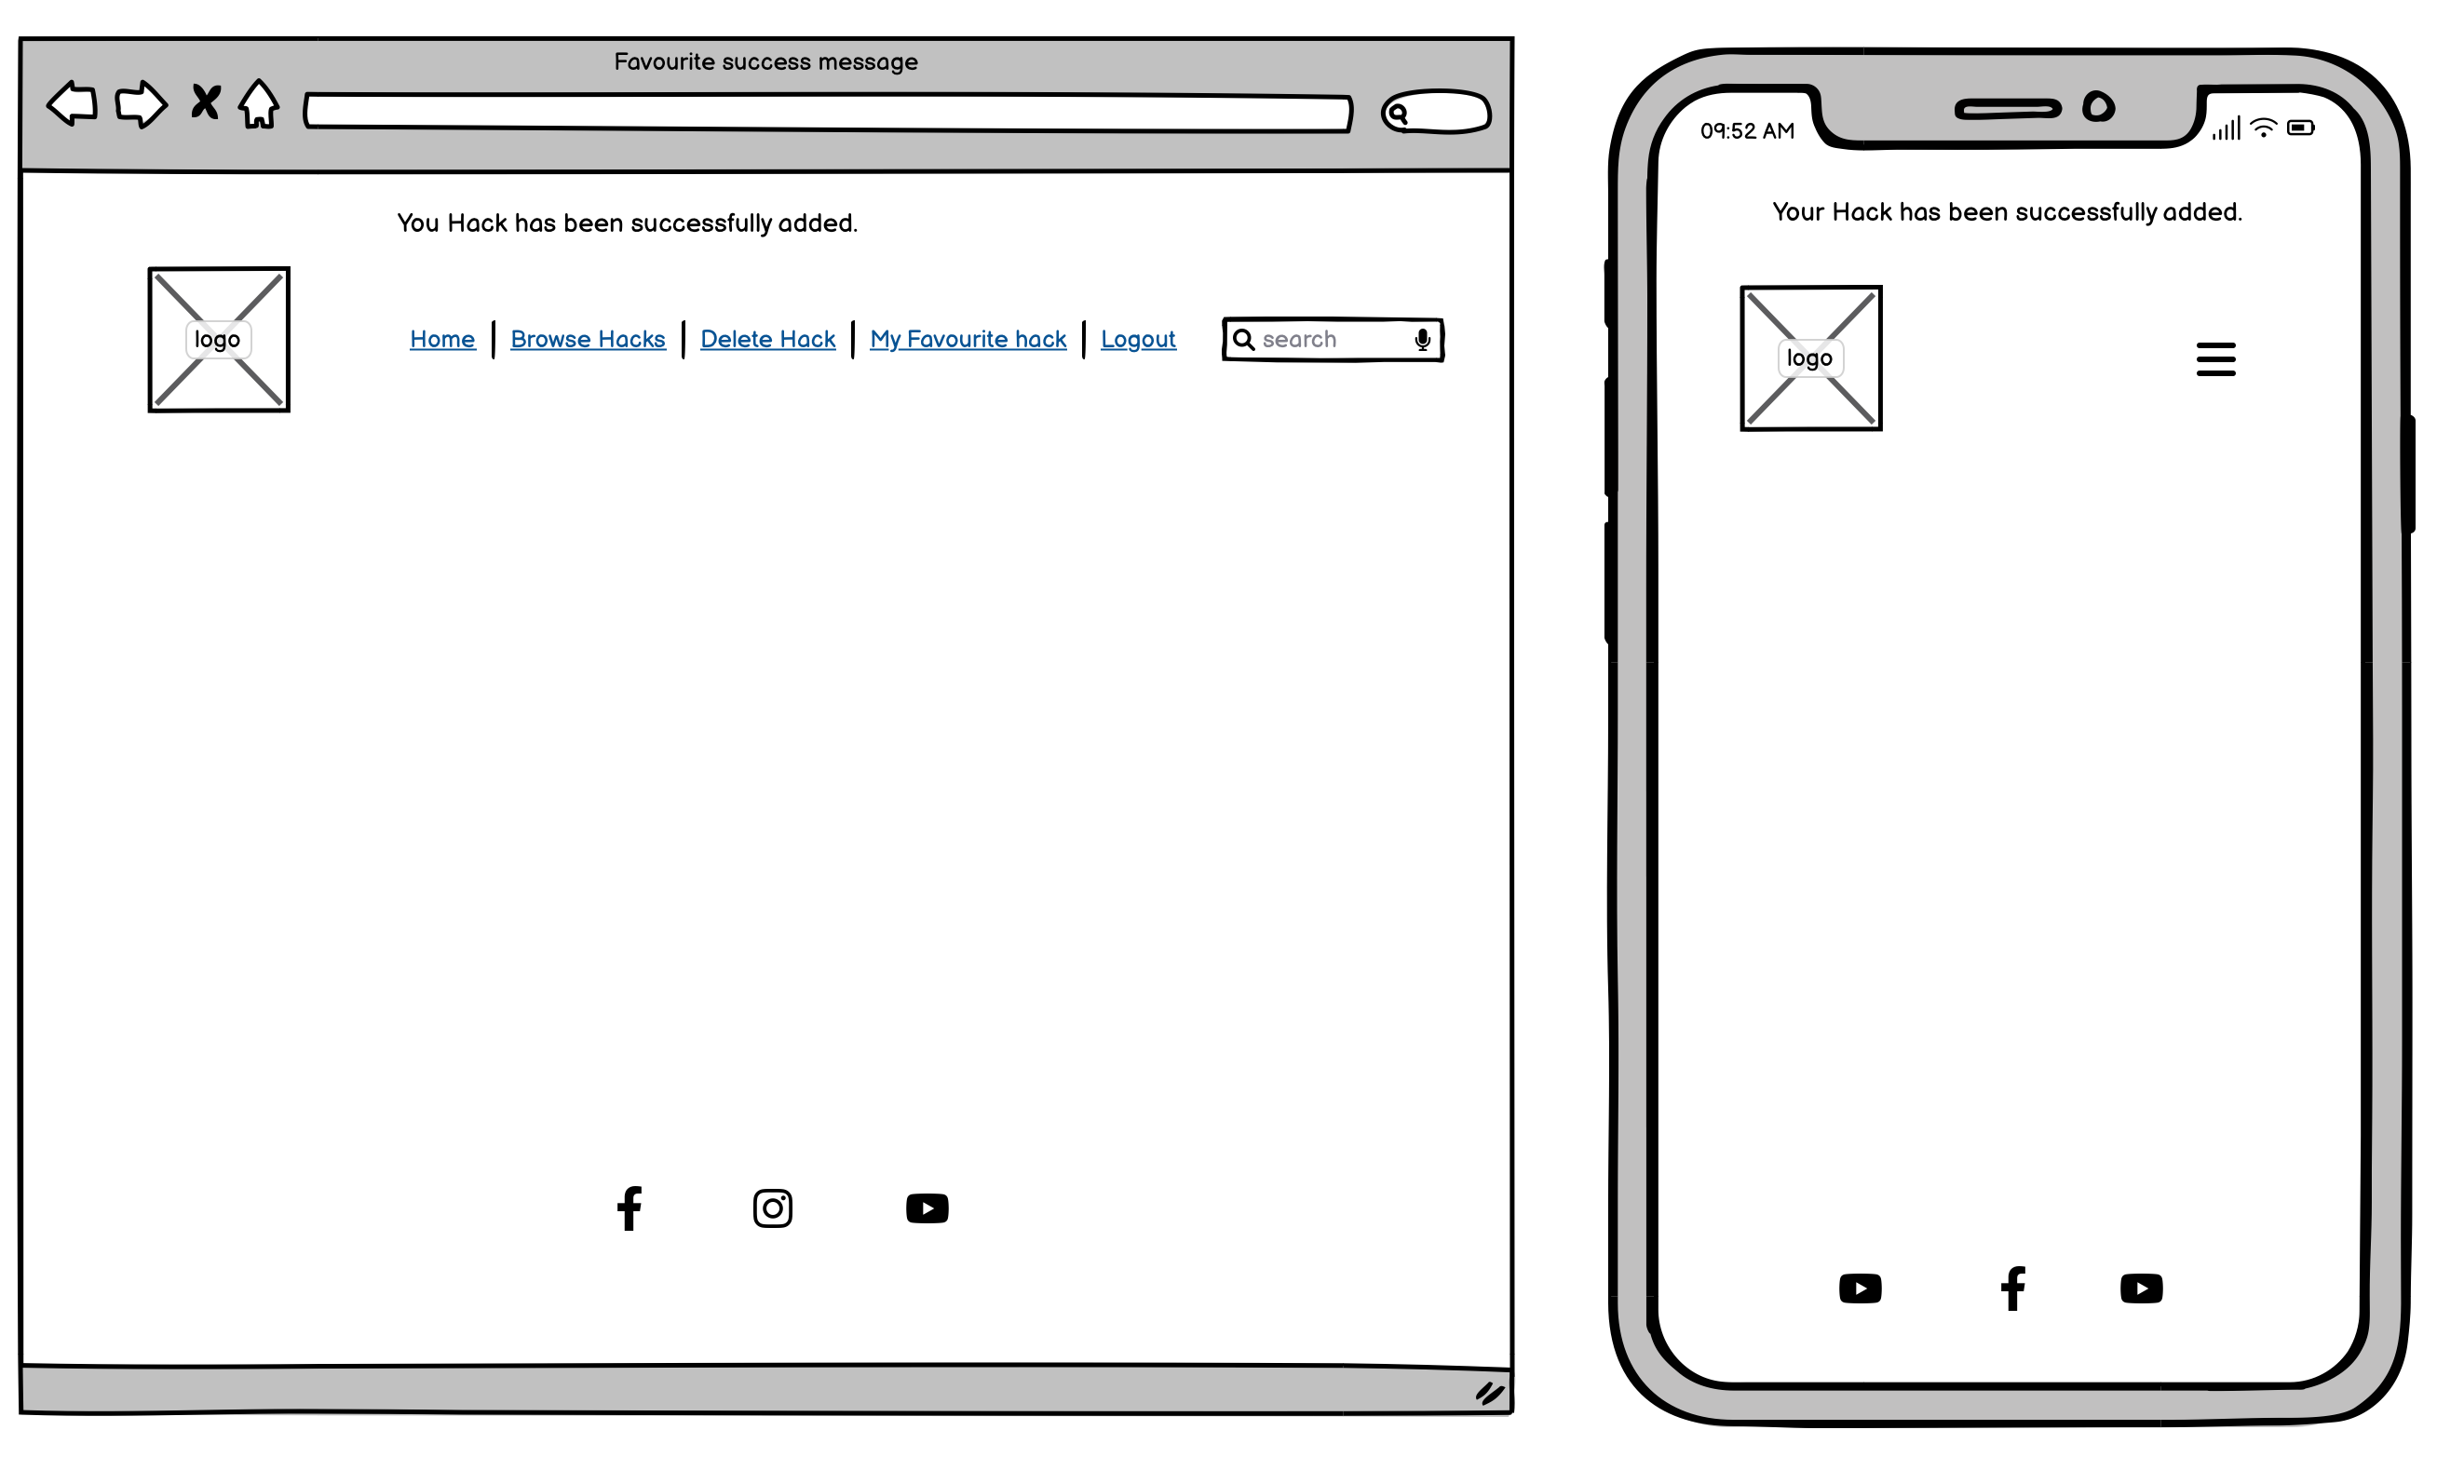 Favourite success message
You Hack has been successfully added.
logo
Home | Browse Hacks | Delete Hack | My Favourite hack | Logout
search
09:52 AM
Your Hack has been successfully added.
logo